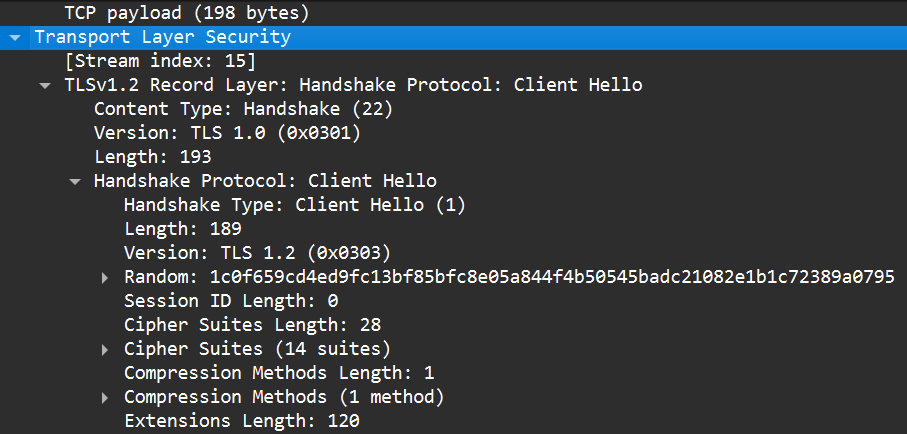 TCP payload (198 bytes)
Transport Layer Security
[Stream index: 15]
TLSv1.2 Record Layer: Handshake Protocol: Client Hello
Content Type: Handshake (22)
Version: TLS 1.0 (0x0301)
Length: 193
Handshake Protocol: Client Hello
Handshake Type: Client Hello (1)
Length: 189
Version: TLS 1.2 (0x0303)
Random: 1c0f659cd4ed9fc13bf85bfc8e05a844f4b50545badc21082e1b1c72389a0795
Session ID Length: 0
Cipher Suites Length: 28
Cipher Suites (14 suites)
Compression Methods Length: 1
Compression Methods (1 method)
Extensions Length: 120